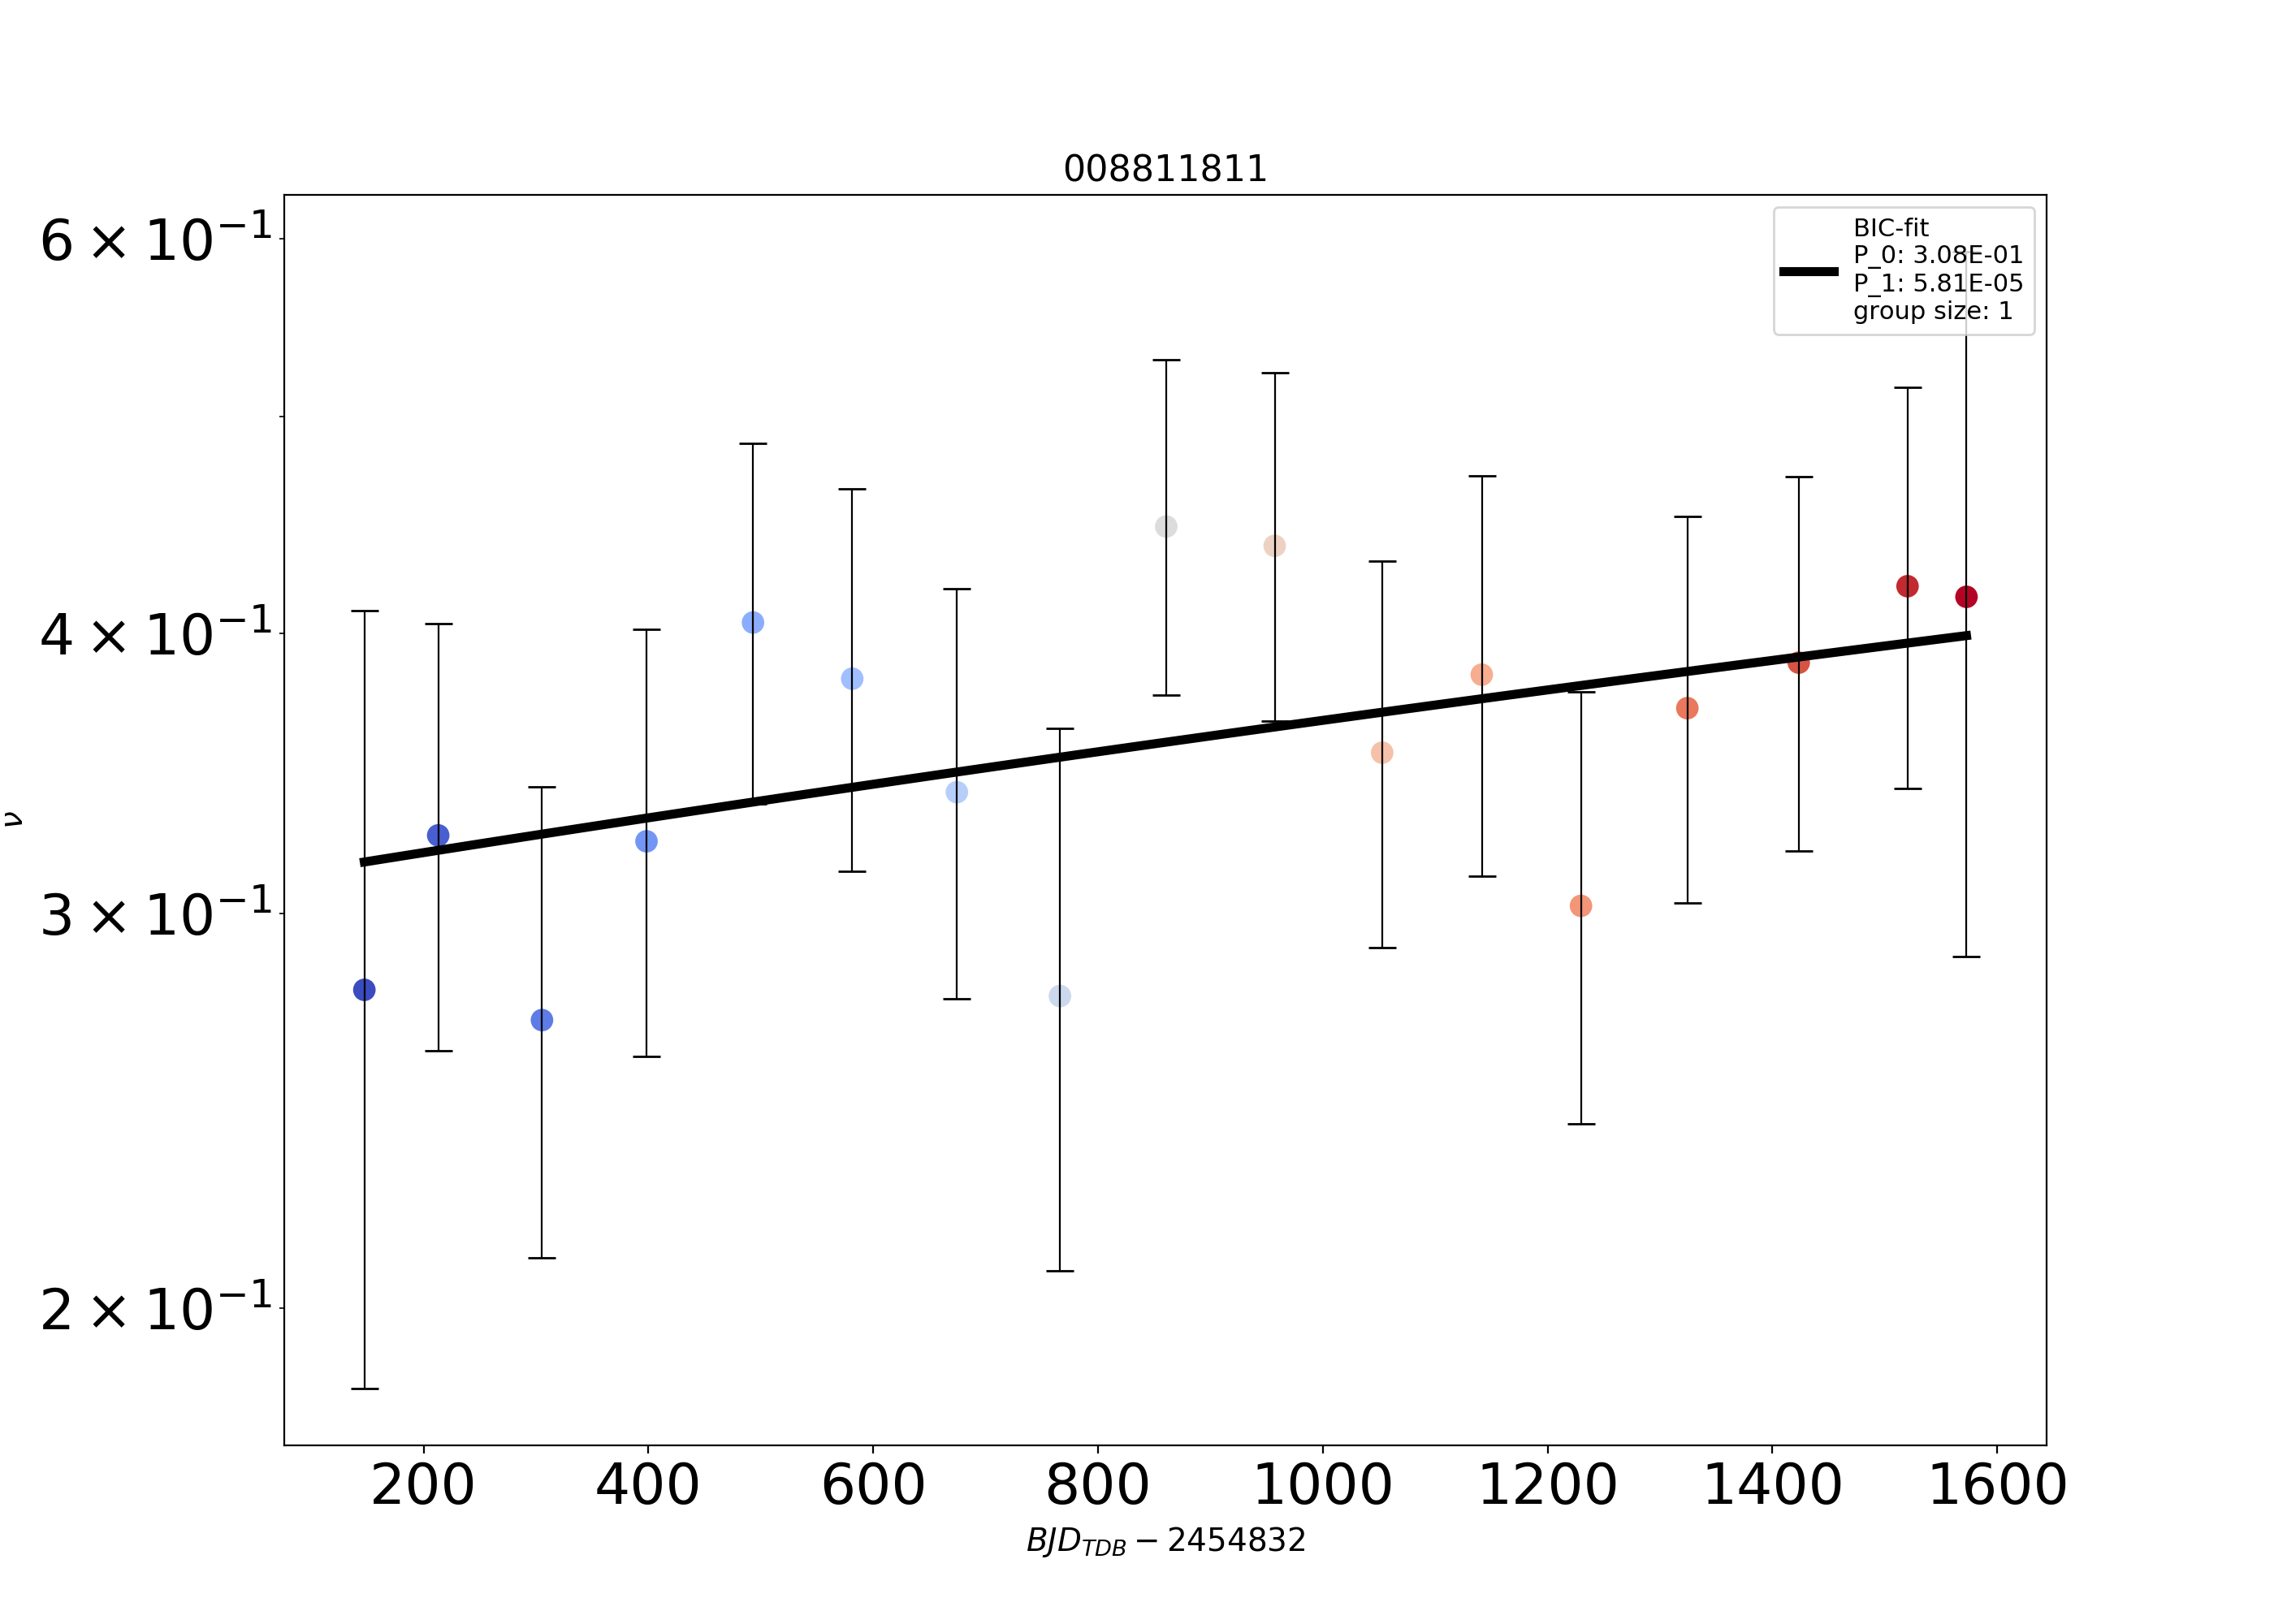 008811811
6 × 10⁻¹
4 × 10⁻¹
3 × 10⁻¹
2 × 10⁻¹
ν
BIC-fit
P_0: 3.08E-01
P_1: 5.81E-05
group size: 1
200 400 600 800 1000 1200 1400 1600
BJD_TDB − 2454832